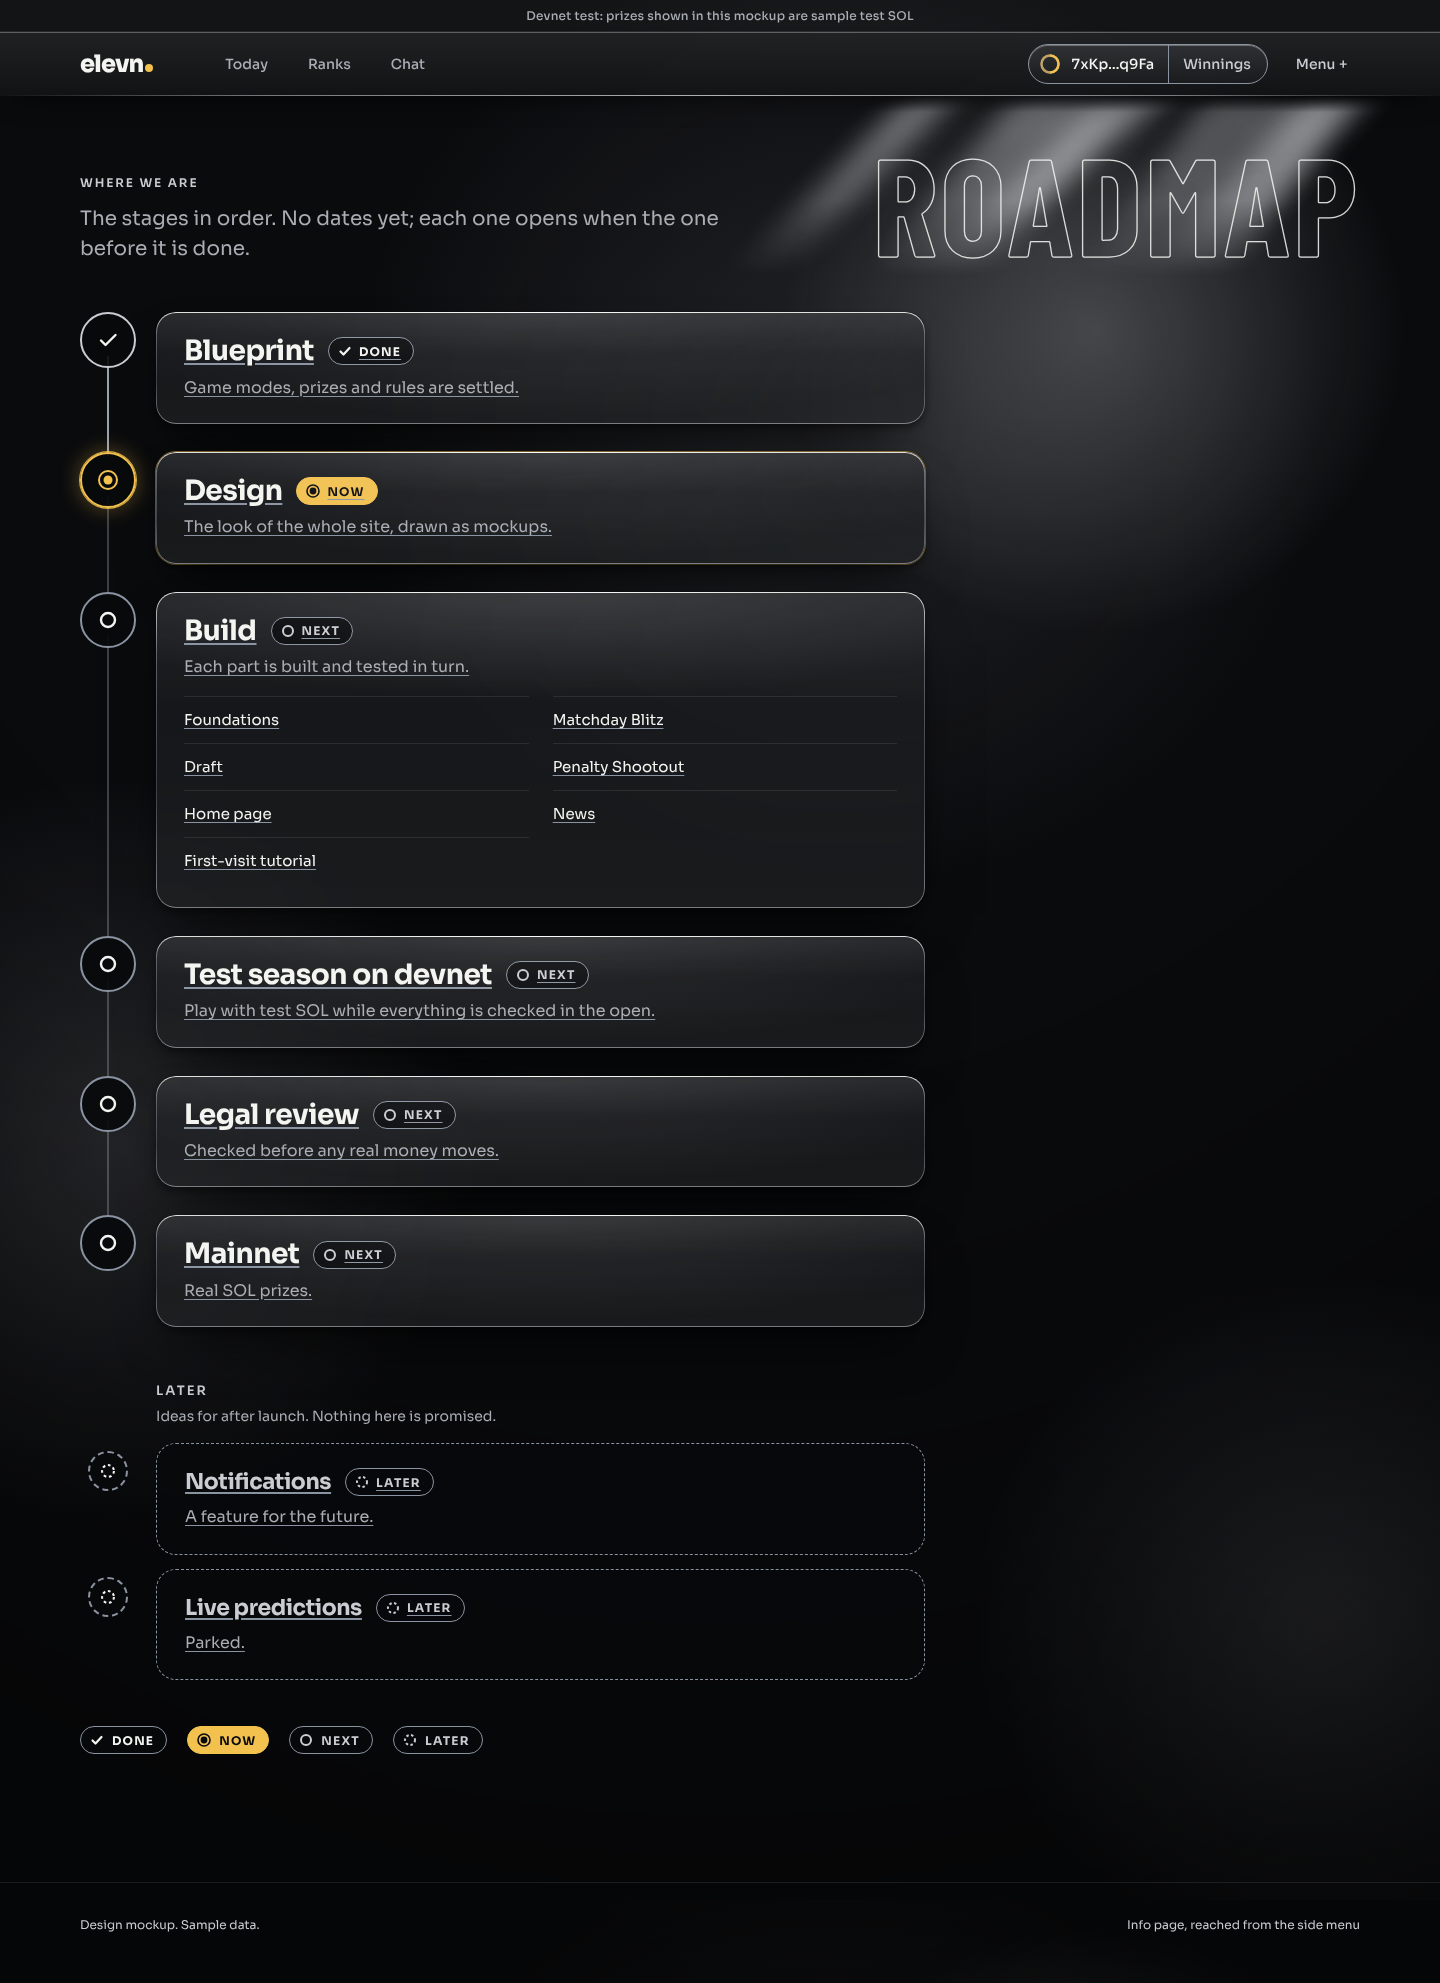 Devnet test: prizes shown in this mockup are sample test SOL
elevn.
Today
Ranks
Chat
7xKp...q9Fa
Winnings
Menu +
WHERE WE ARE
The stages in order. No dates yet; each one opens when the one
before it is done.
ROADMAP
Blueprint
DONE
Game modes, prizes and rules are settled.
Design
NOW
The look of the whole site, drawn as mockups.
Build
NEXT
Each part is built and tested in turn.
Foundations
Matchday Blitz
Draft
Penalty Shootout
Home page
News
First-visit tutorial
Test season on devnet
NEXT
Play with test SOL while everything is checked in the open.
Legal review
NEXT
Checked before any real money moves.
Mainnet
NEXT
Real SOL prizes.
LATER
Ideas for after launch. Nothing here is promised.
Notifications
LATER
A feature for the future.
Live predictions
LATER
Parked.
DONE
NOW
NEXT
LATER
Design mockup. Sample data.
Info page, reached from the side menu